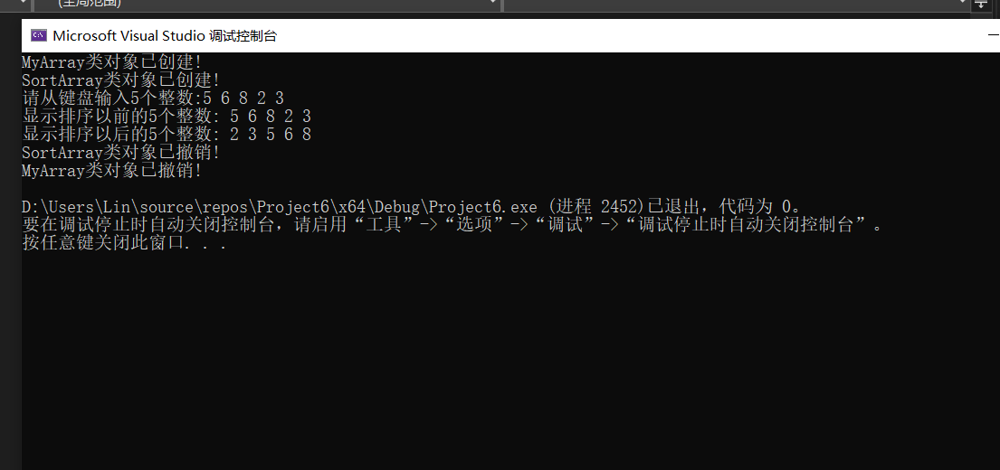 (全局范围)
Microsoft Visual Studio 调试控制台
MyArray类对象已创建!
SortArray类对象已创建!
请从键盘输入5个整数:5 6 8 2 3
显示排序以前的5个整数: 5 6 8 2 3
显示排序以后的5个整数: 2 3 5 6 8
SortArray类对象已撤销!
MyArray类对象已撤销!
D:\Users\Lin\source\repos\Project6\x64\Debug\Project6.exe (进程 2452)已退出，代码为 0。
要在调试停止时自动关闭控制台，请启用“工具”->“选项”->“调试”->“调试停止时自动关闭控制台”。
按任意键关闭此窗口. . .